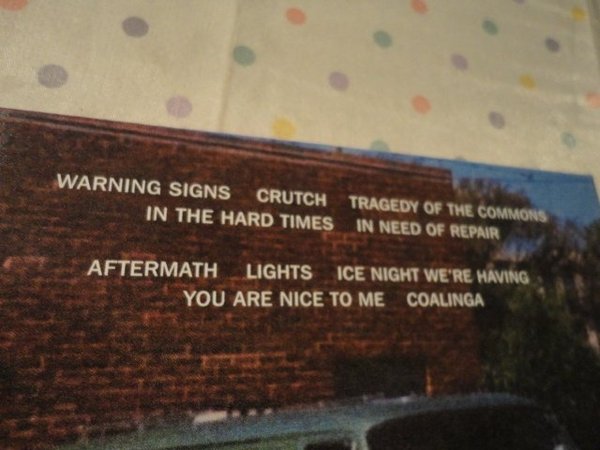 WARNING SIGNS CRUTCH TRAGEDY OF THE COMMONS
IN THE HARD TIMES IN NEED OF REPAIR
AFTERMATH LIGHTS ICE NIGHT WE'RE HAVING
YOU ARE NICE TO ME COALINGA